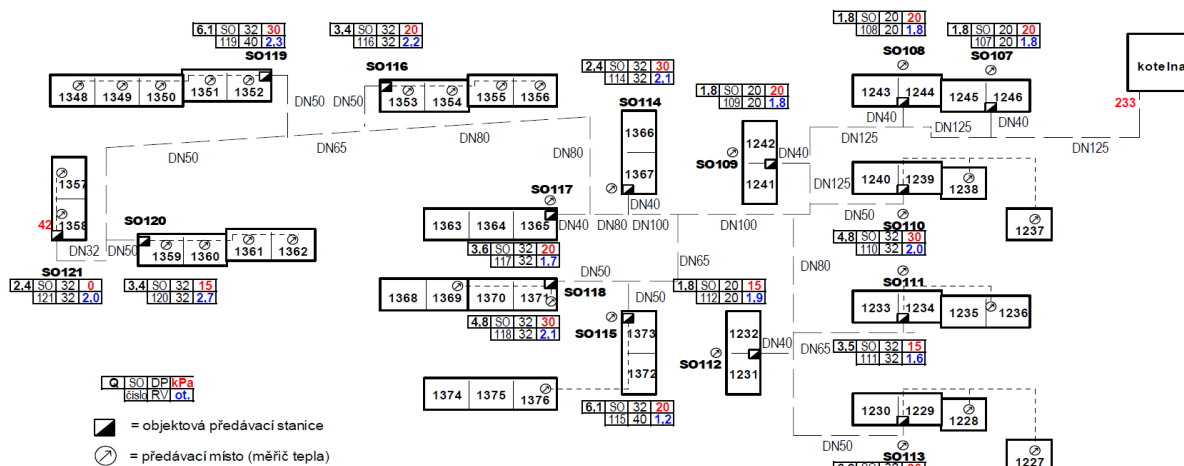 6,1 SO 32 30
119 40 2,3
SO119
3,4 SO 32 20
116 32 2,2
SO116
2,4 SO 32 30
114 32 2,1
SO114
1,8 SO 20 20
109 20 1,8
SO109
1,8 SO 20 20
108 20 1,8
SO108
1,8 SO 20 20
107 20 1,8
SO107
kotelna
233
1348 1349 1350 1351 1352
DN50
DN50
1353 1354 1355 1356
1366
1367
1242
1241
1243 1244
1245 1246
DN40
DN40
DN40
DN125
DN125
DN125
DN125
DN50
DN65
DN80
DN80
1357
1358
42
SO120
DN32
DN50
1359 1360 1361 1362
SO121
2,4 SO 32 0
121 32 2,0
3,4 SO 32 15
120 32 2,7
SO117
1363 1364 1365
DN40
DN80
DN40
DN100
DN100
3,6 SO 32 20
117 32 1,7
1240 1239
1238
1237
DN50
SO110
4,8 SO 32 30
110 32 2,0
DN65
DN80
DN50
DN50
1368 1369 1370 1371
SO118
4,8 SO 32 30
118 32 2,1
1,8 SO 20 15
112 20 1,9
SO111
1233 1234
1235 1236
DN65
3,5 SO 32 15
111 32 1,6
SO115
1373
1372
SO112
1232
1231
DN40
1374 1375 1376
6,1 SO 32 20
115 40 1,2
1230 1229
1228
1227
DN50
SO113
Q SO DP kPa
číslo RV ot.
= objektová předávací stanice
= předávací místo (měřič tepla)